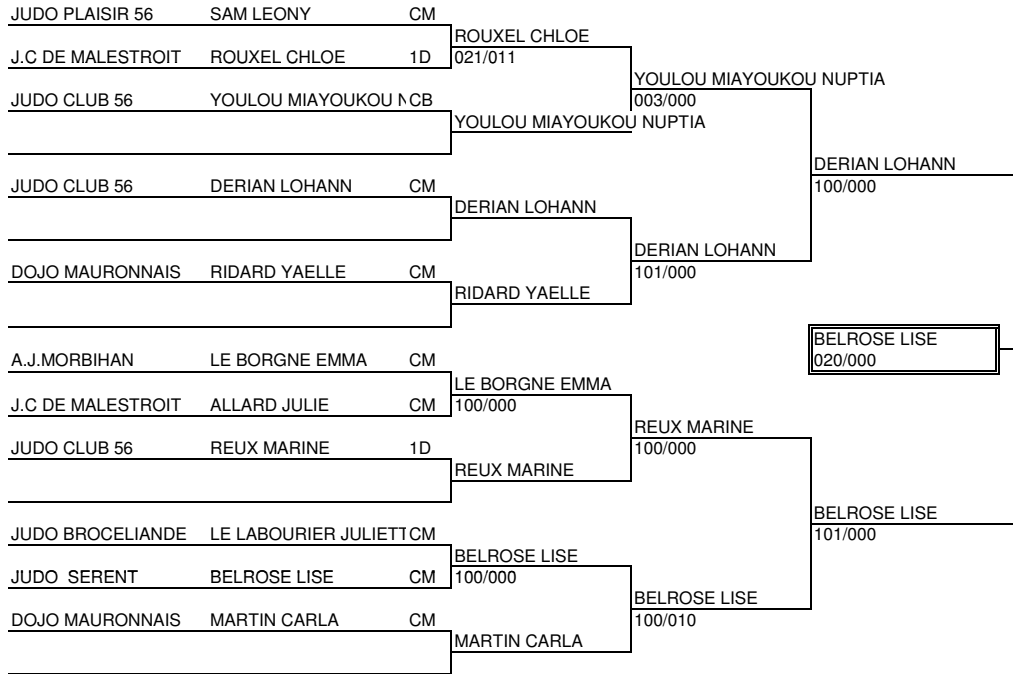 JUDO PLAISIR 56 SAM LEONY CM
ROUXEL CHLOE
J.C DE MALESTROIT ROUXEL CHLOE 1D 021/011
YOULOU MIAYOUKOU NUPTIA
JUDO CLUB 56 YOULOU MIAYOUKOU N CB 003/000
YOULOU MIAYOUKOU NUPTIA
DERIAN LOHANN
JUDO CLUB 56 DERIAN LOHANN CM 100/000
DERIAN LOHANN
DERIAN LOHANN
DOJO MAURONNAIS RIDARD YAELLE CM 101/000
RIDARD YAELLE
BELROSE LISE
A.J.MORBIHAN LE BORGNE EMMA CM 020/000
LE BORGNE EMMA
J.C DE MALESTROIT ALLARD JULIE CM 100/000
REUX MARINE
JUDO CLUB 56 REUX MARINE 1D 100/000
REUX MARINE
BELROSE LISE
JUDO BROCELIANDE LE LABOURIER JULIETT CM 101/000
BELROSE LISE
JUDO SERENT BELROSE LISE CM 100/000
BELROSE LISE
DOJO MAURONNAIS MARTIN CARLA CM 100/010
MARTIN CARLA